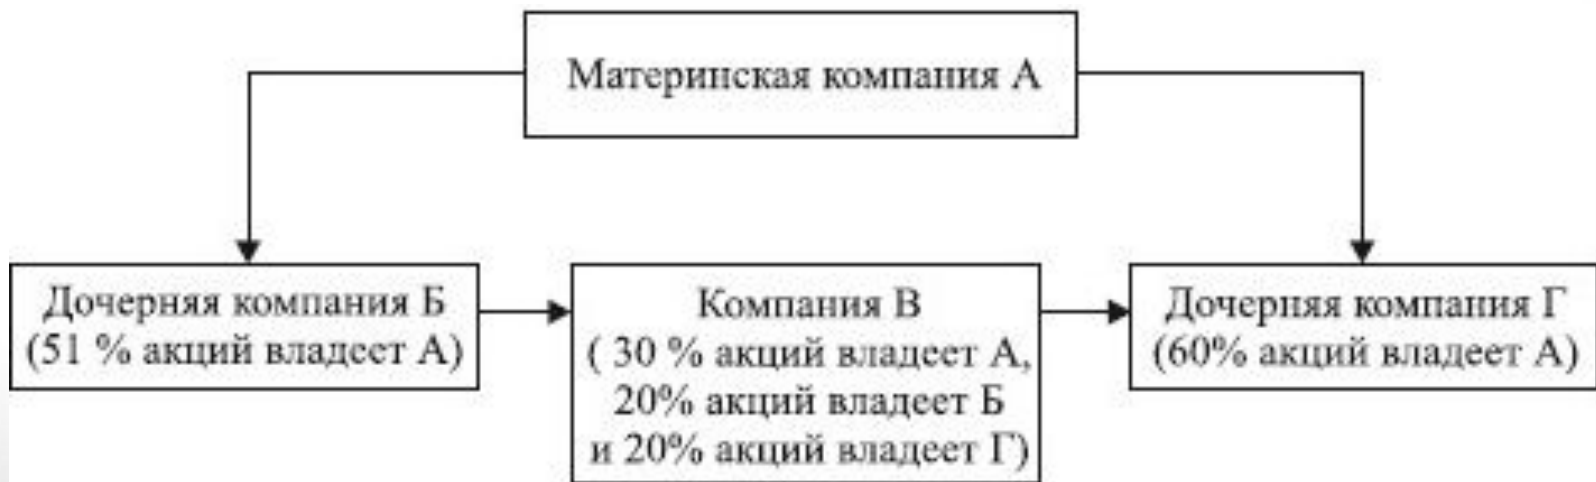 Материнская компания А
Дочерняя компания Б
(51 % акций владеет А)
Компания В
( 30 % акций владеет А,
20% акций владеет Б
и 20% акций владеет Г)
Дочерняя компания Г
(60% акций владеет А)